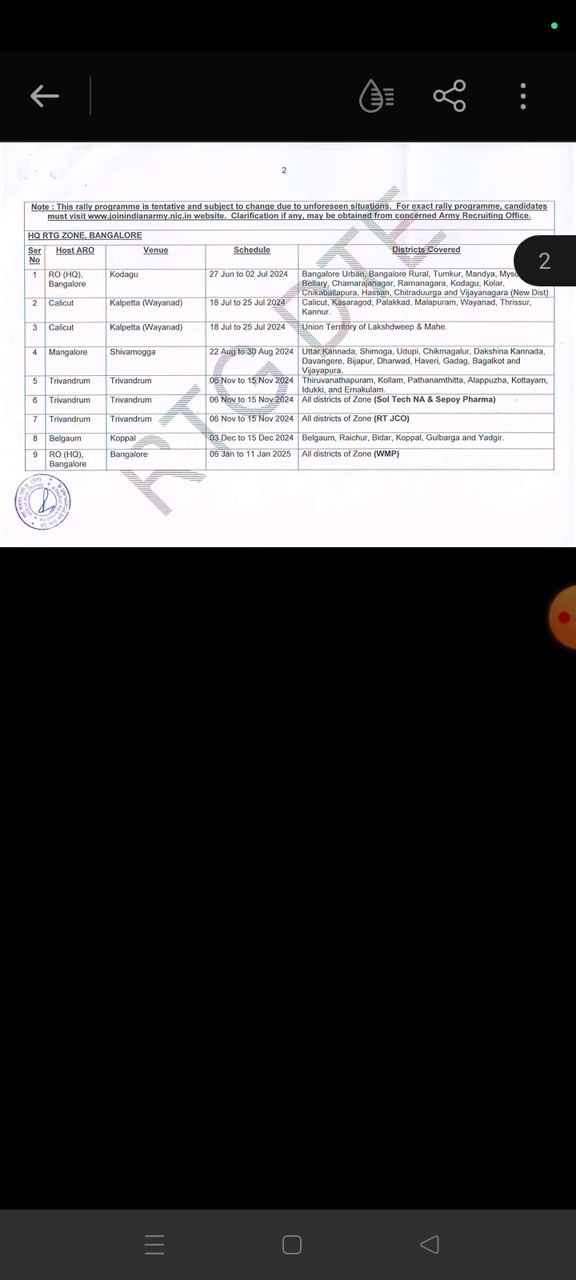 2
Note : This rally programme is tentative and subject to change due to unforeseen situations. For exact rally programme, candidates
must visit www.joinindianarmy.nic.in website. Clarification if any, may be obtained from concerned Army Recruiting Office.
HQ RTG ZONE, BANGALORE
Ser No Host ARO Venue Schedule Districts Covered
1 RO (HQ), Bangalore Kodagu 27 Jun to 02 Jul 2024 Bangalore Urban, Bangalore Rural, Tumkur, Mandya,
Bellary, Chamarajanagar, Ramanagara, Kodagu, Kolar,
Chikaballapura, Hassan, Chitraduurga and Vijayanagara (New Dist)
2 Calicut Kalpetta (Wayanad) 18 Jul to 25 Jul 2024 Calicut, Kasaragod, Palakkad, Malapuram, Wayanad, Thrissur,
Kannur.
3 Calicut Kalpetta (Wayanad) 18 Jul to 25 Jul 2024 Union Territory of Lakshdweep & Mahe.
4 Mangalore Shivamogga 22 Aug to 30 Aug 2024 Uttar Kannada, Shimoga, Udupi, Chikmagalur, Dakshina Kannada,
Davangere, Bijapur, Dharwad, Haveri, Gadag, Bagalkot and
Vijayapura.
5 Trivandrum Trivandrum 06 Nov to 15 Nov 2024 Thiruvanathapuram, Kollam, Pathanamthitta, Alappuzha, Kottayam,
Idukki, and Ernakulam.
6 Trivandrum Trivandrum 06 Nov to 15 Nov 2024 All districts of Zone (Sol Tech NA & Sepoy Pharma)
7 Trivandrum Trivandrum 06 Nov to 15 Nov 2024 All districts of Zone (RT JCO)
8 Belgaum Koppal 03 Dec to 15 Dec 2024 Belgaum, Raichur, Bidar, Koppal, Gulbarga and Yadgir.
9 RO (HQ), Bangalore Bangalore 06 Jan to 11 Jan 2025 All districts of Zone (WMP)
RTG DTE
2